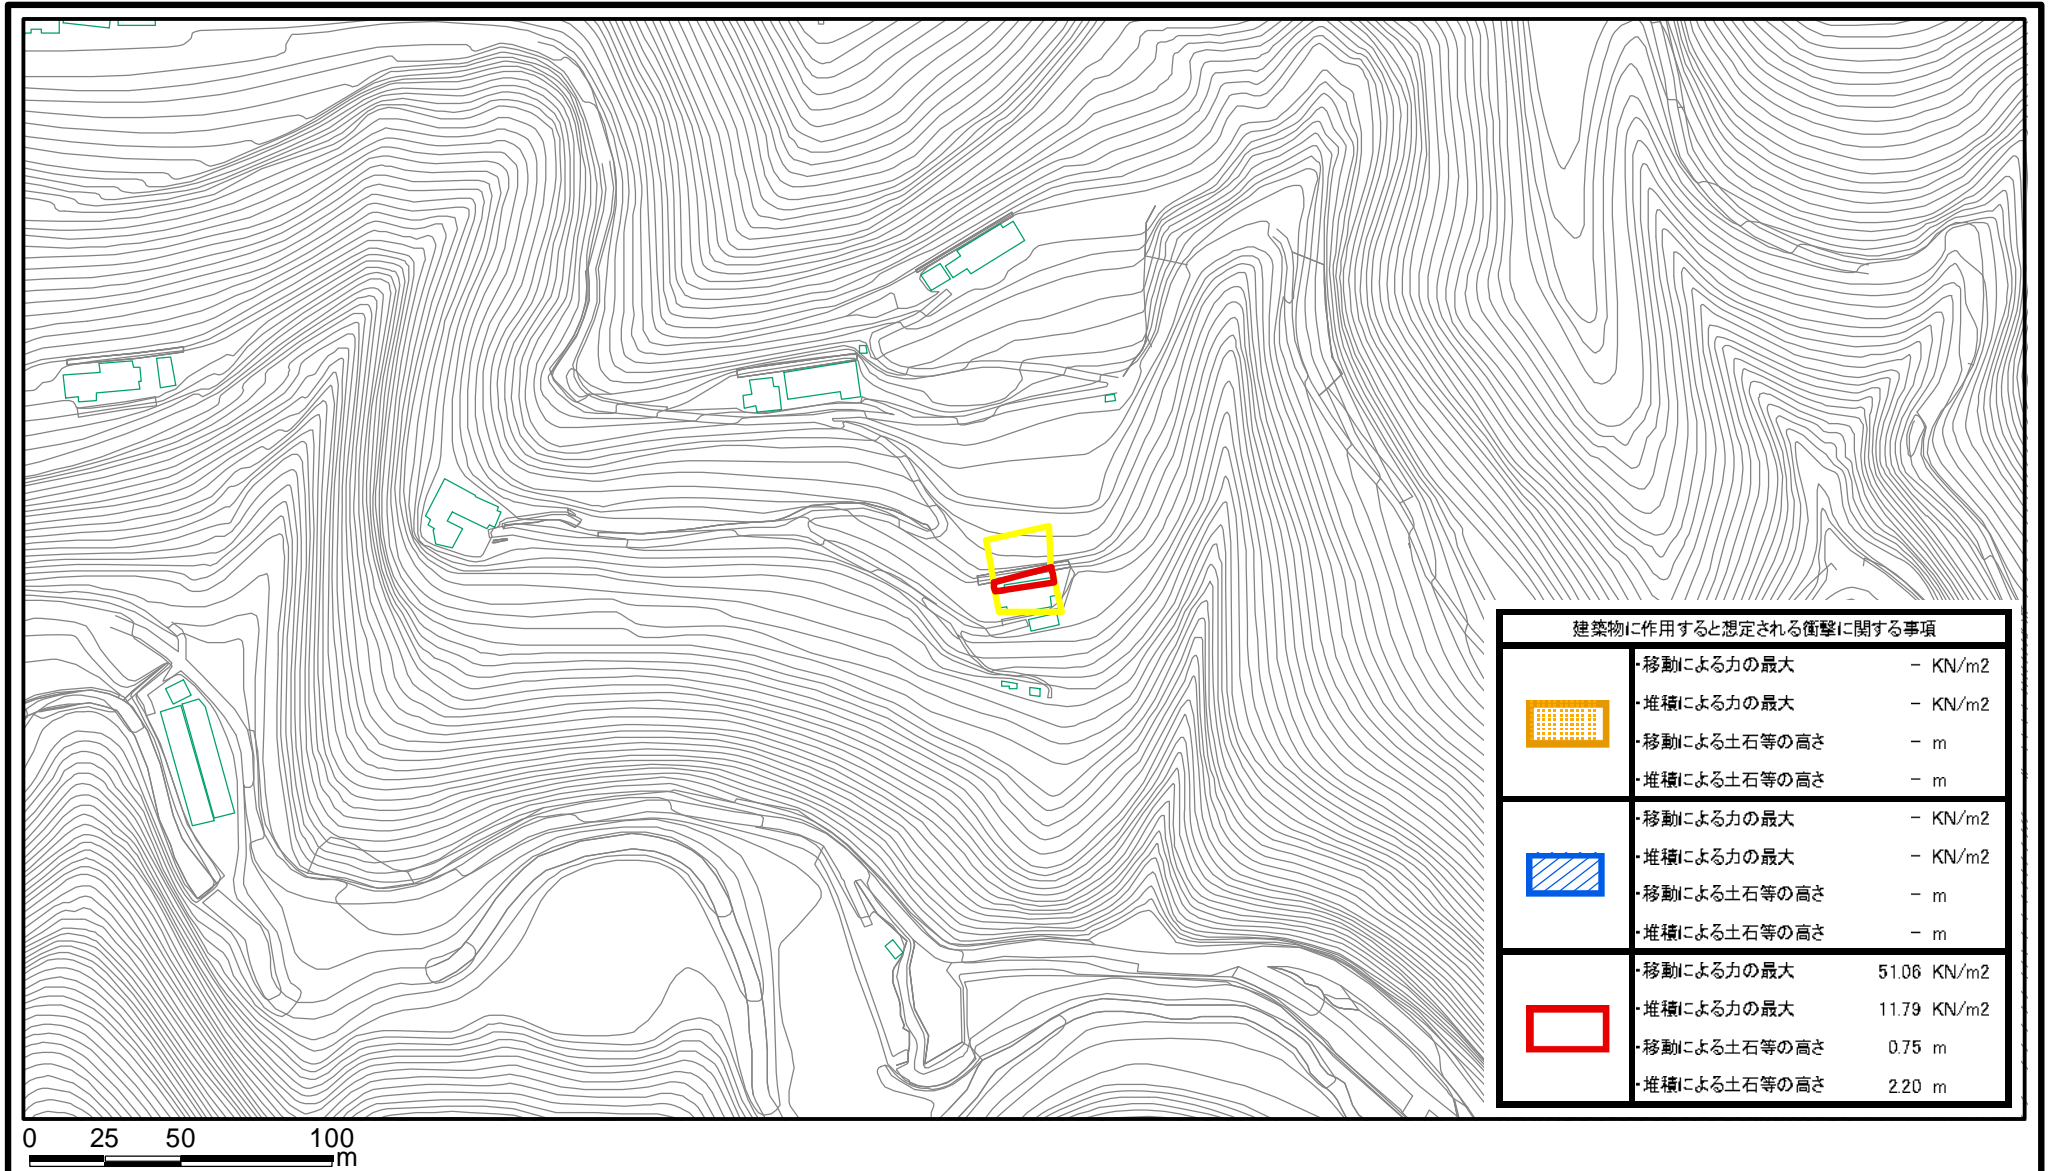 建築物に作用すると想定される衝撃に関する事項
・移動による力の最大 － KN/m2
・堆積による力の最大 － KN/m2
・移動による土石等の高さ － m
・堆積による土石等の高さ － m
・移動による力の最大 － KN/m2
・堆積による力の最大 － KN/m2
・移動による土石等の高さ － m
・堆積による土石等の高さ － m
・移動による力の最大 51.06 KN/m2
・堆積による力の最大 11.79 KN/m2
・移動による土石等の高さ 0.75 m
・堆積による土石等の高さ 2.20 m
0 25 50 100
m